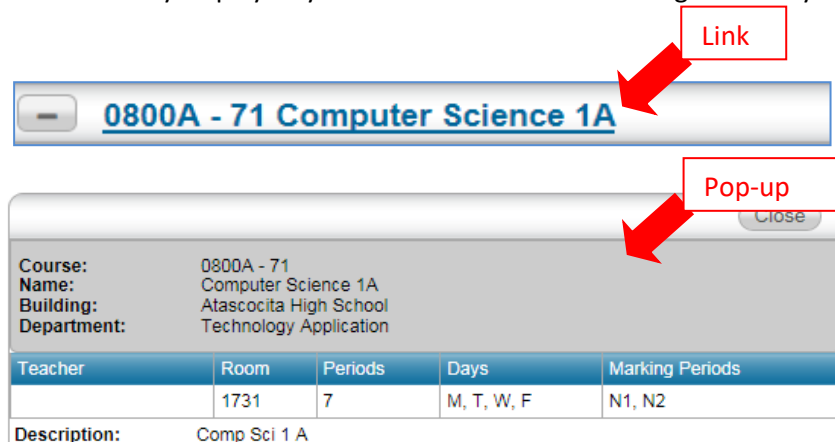 Link
0800A - 71 Computer Science 1A
Pop-up
Close
Course: 0800A - 71
Name: Computer Science 1A
Building: Atascocita High School
Department: Technology Application
Teacher Room Periods Days Marking Periods
1731 7 M, T, W, F N1, N2
Description: Comp Sci 1 A